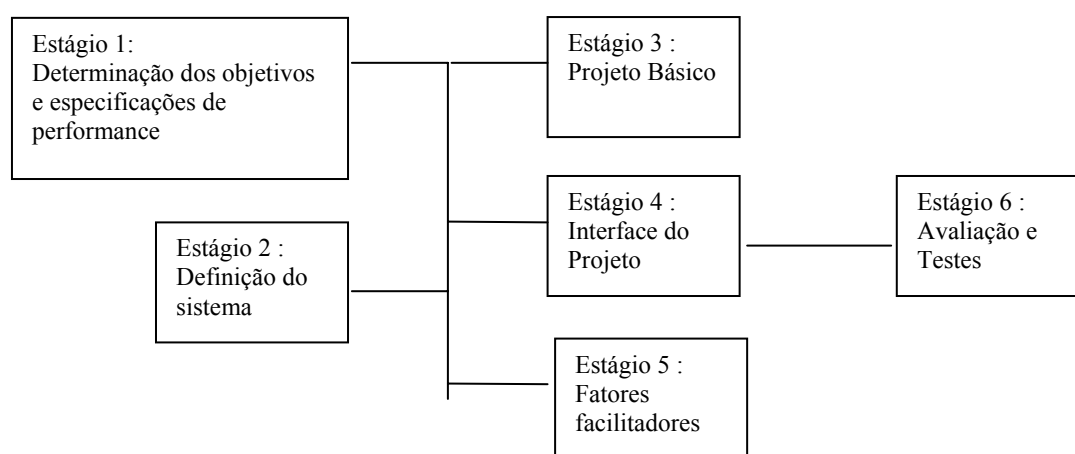 Estágio 1:
Determinação dos objetivos
e especificações de
performance
Estágio 2 :
Definição do
sistema
Estágio 3 :
Projeto Básico
Estágio 4 :
Interface do
Projeto
Estágio 5 :
Fatores
facilitadores
Estágio 6 :
Avaliação e
Testes